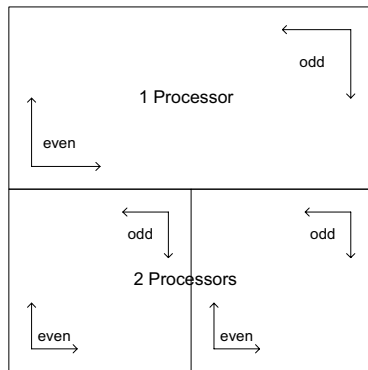 odd
1 Processor
even
odd odd
2 Processors
even even